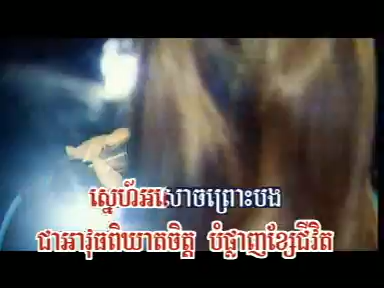 ស្នេហ៍អសោចព្រោះបង
ជាអាវុធពិឃាតចិត្ត បំផ្លាញខ្សែជីវិត